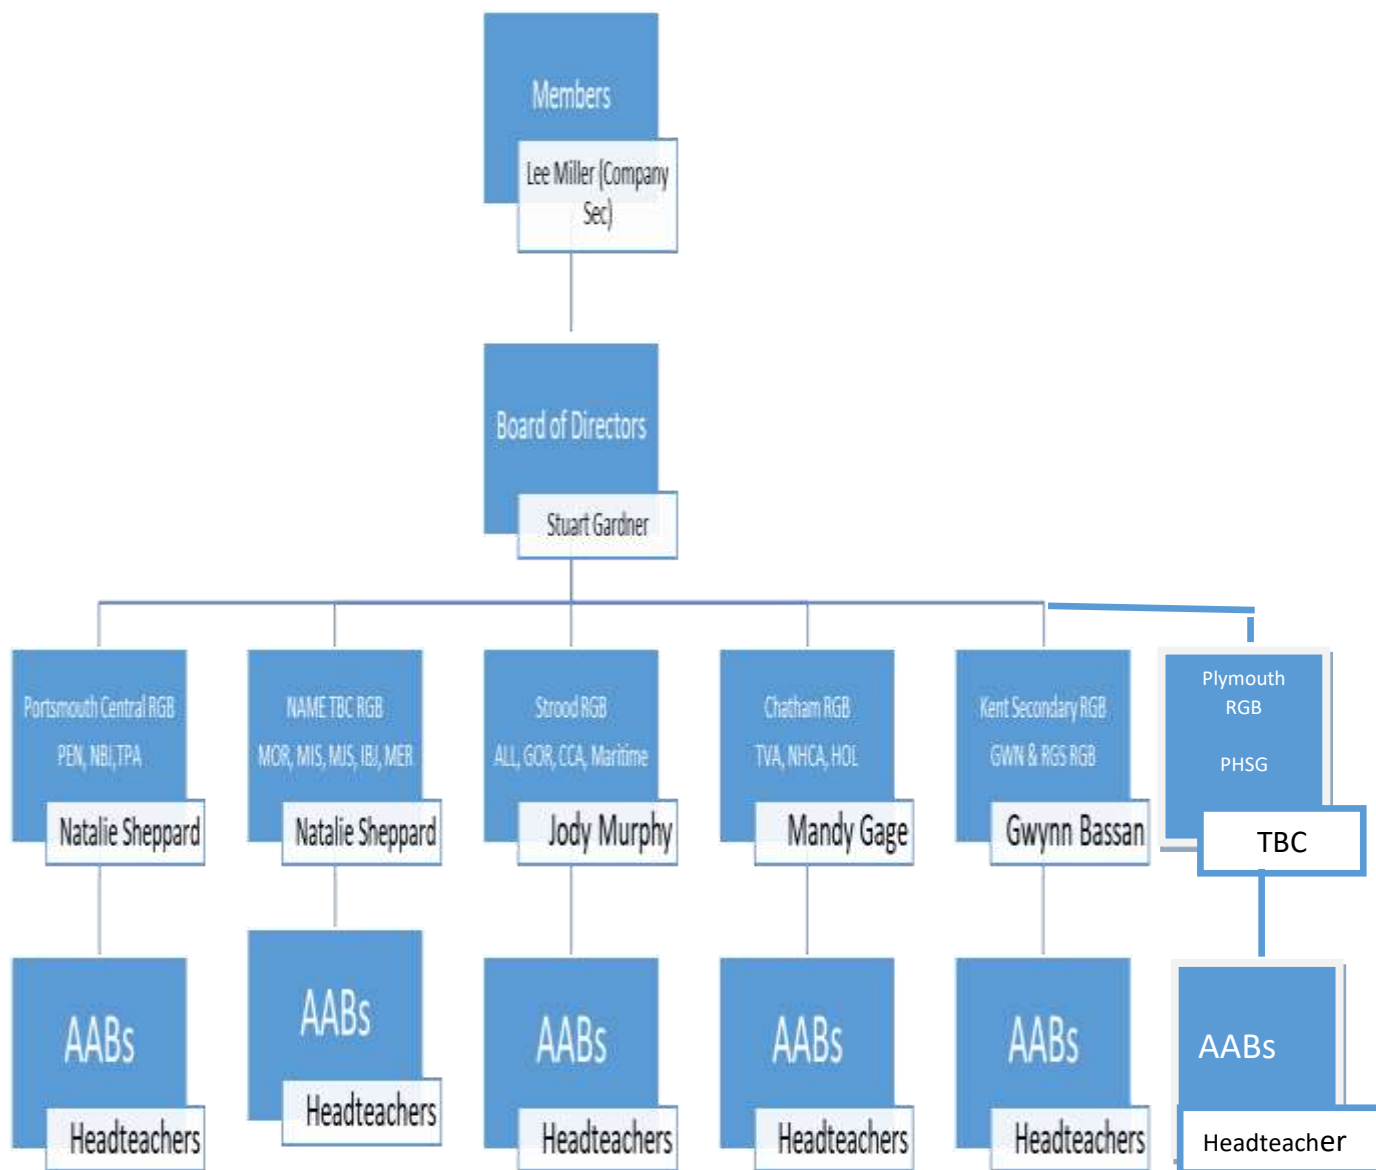 Members
Lee Miller (Company
Sec)
Board of Directors
Stuart Gardner
Portsmouth Central RGB
PEN, NBJ,TPA
Natalie Sheppard
NAME TBC RGB
MOR, MIS, MJS, IBJ, MER
Natalie Sheppard
Strood RGB
ALL, GOR, CCA, Maritime
Jody Murphy
Chatham RGB
TVA, NHCA, HOL
Mandy Gage
Kent Secondary RGB
GWN & RGS RGB
Gwynn Bassan
Plymouth
RGB
PHSG
TBC
AABs
Headteachers
AABs
Headteachers
AABs
Headteachers
AABs
Headteachers
AABs
Headteachers
AABs
Headteacher